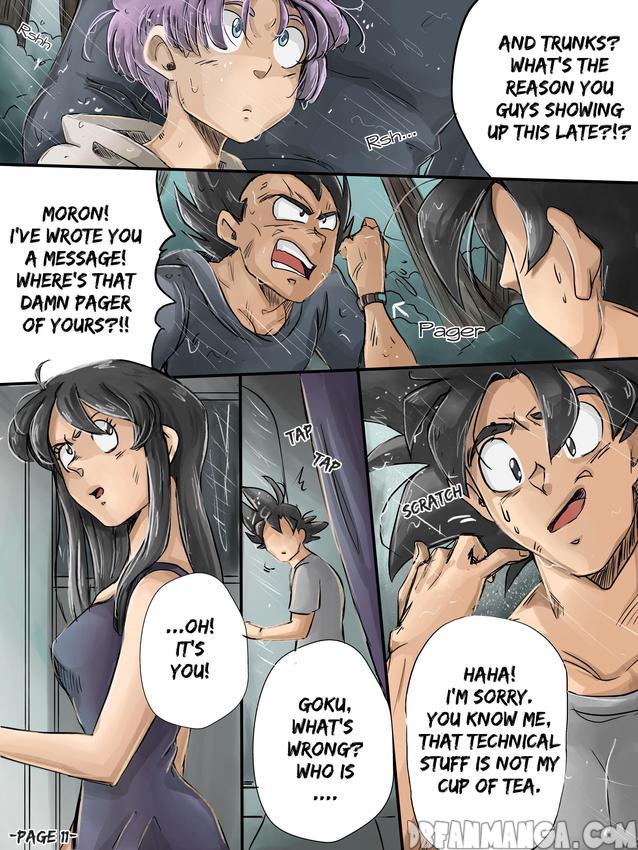 Rshh
AND TRUNKS?
WHAT'S THE
REASON YOU
GUYS SHOWING
UP THIS LATE?!?
Rsh...
MORON!
I'VE WROTE YOU
A MESSAGE!
WHERE'S THAT
DAMN PAGER
OF YOURS?!!
Pager
SCRATCH
HAHA!
I'M SORRY.
YOU KNOW ME,
THAT TECHNICAL
STUFF IS NOT MY
CUP OF TEA.
TAP
TAP
GOKU,
WHAT'S
WRONG?
WHO IS
....
...OH!
IT'S
YOU!
-PAGE 11-
DBFANMANGA.COM